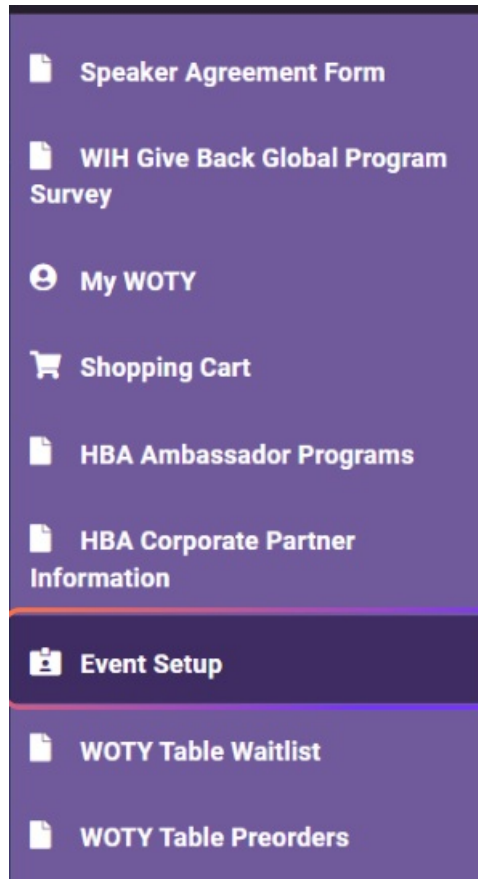 Speaker Agreement Form
WIH Give Back Global Program
Survey
My WOTY
Shopping Cart
HBA Ambassador Programs
HBA Corporate Partner
Information
Event Setup
WOTY Table Waitlist
WOTY Table Preorders